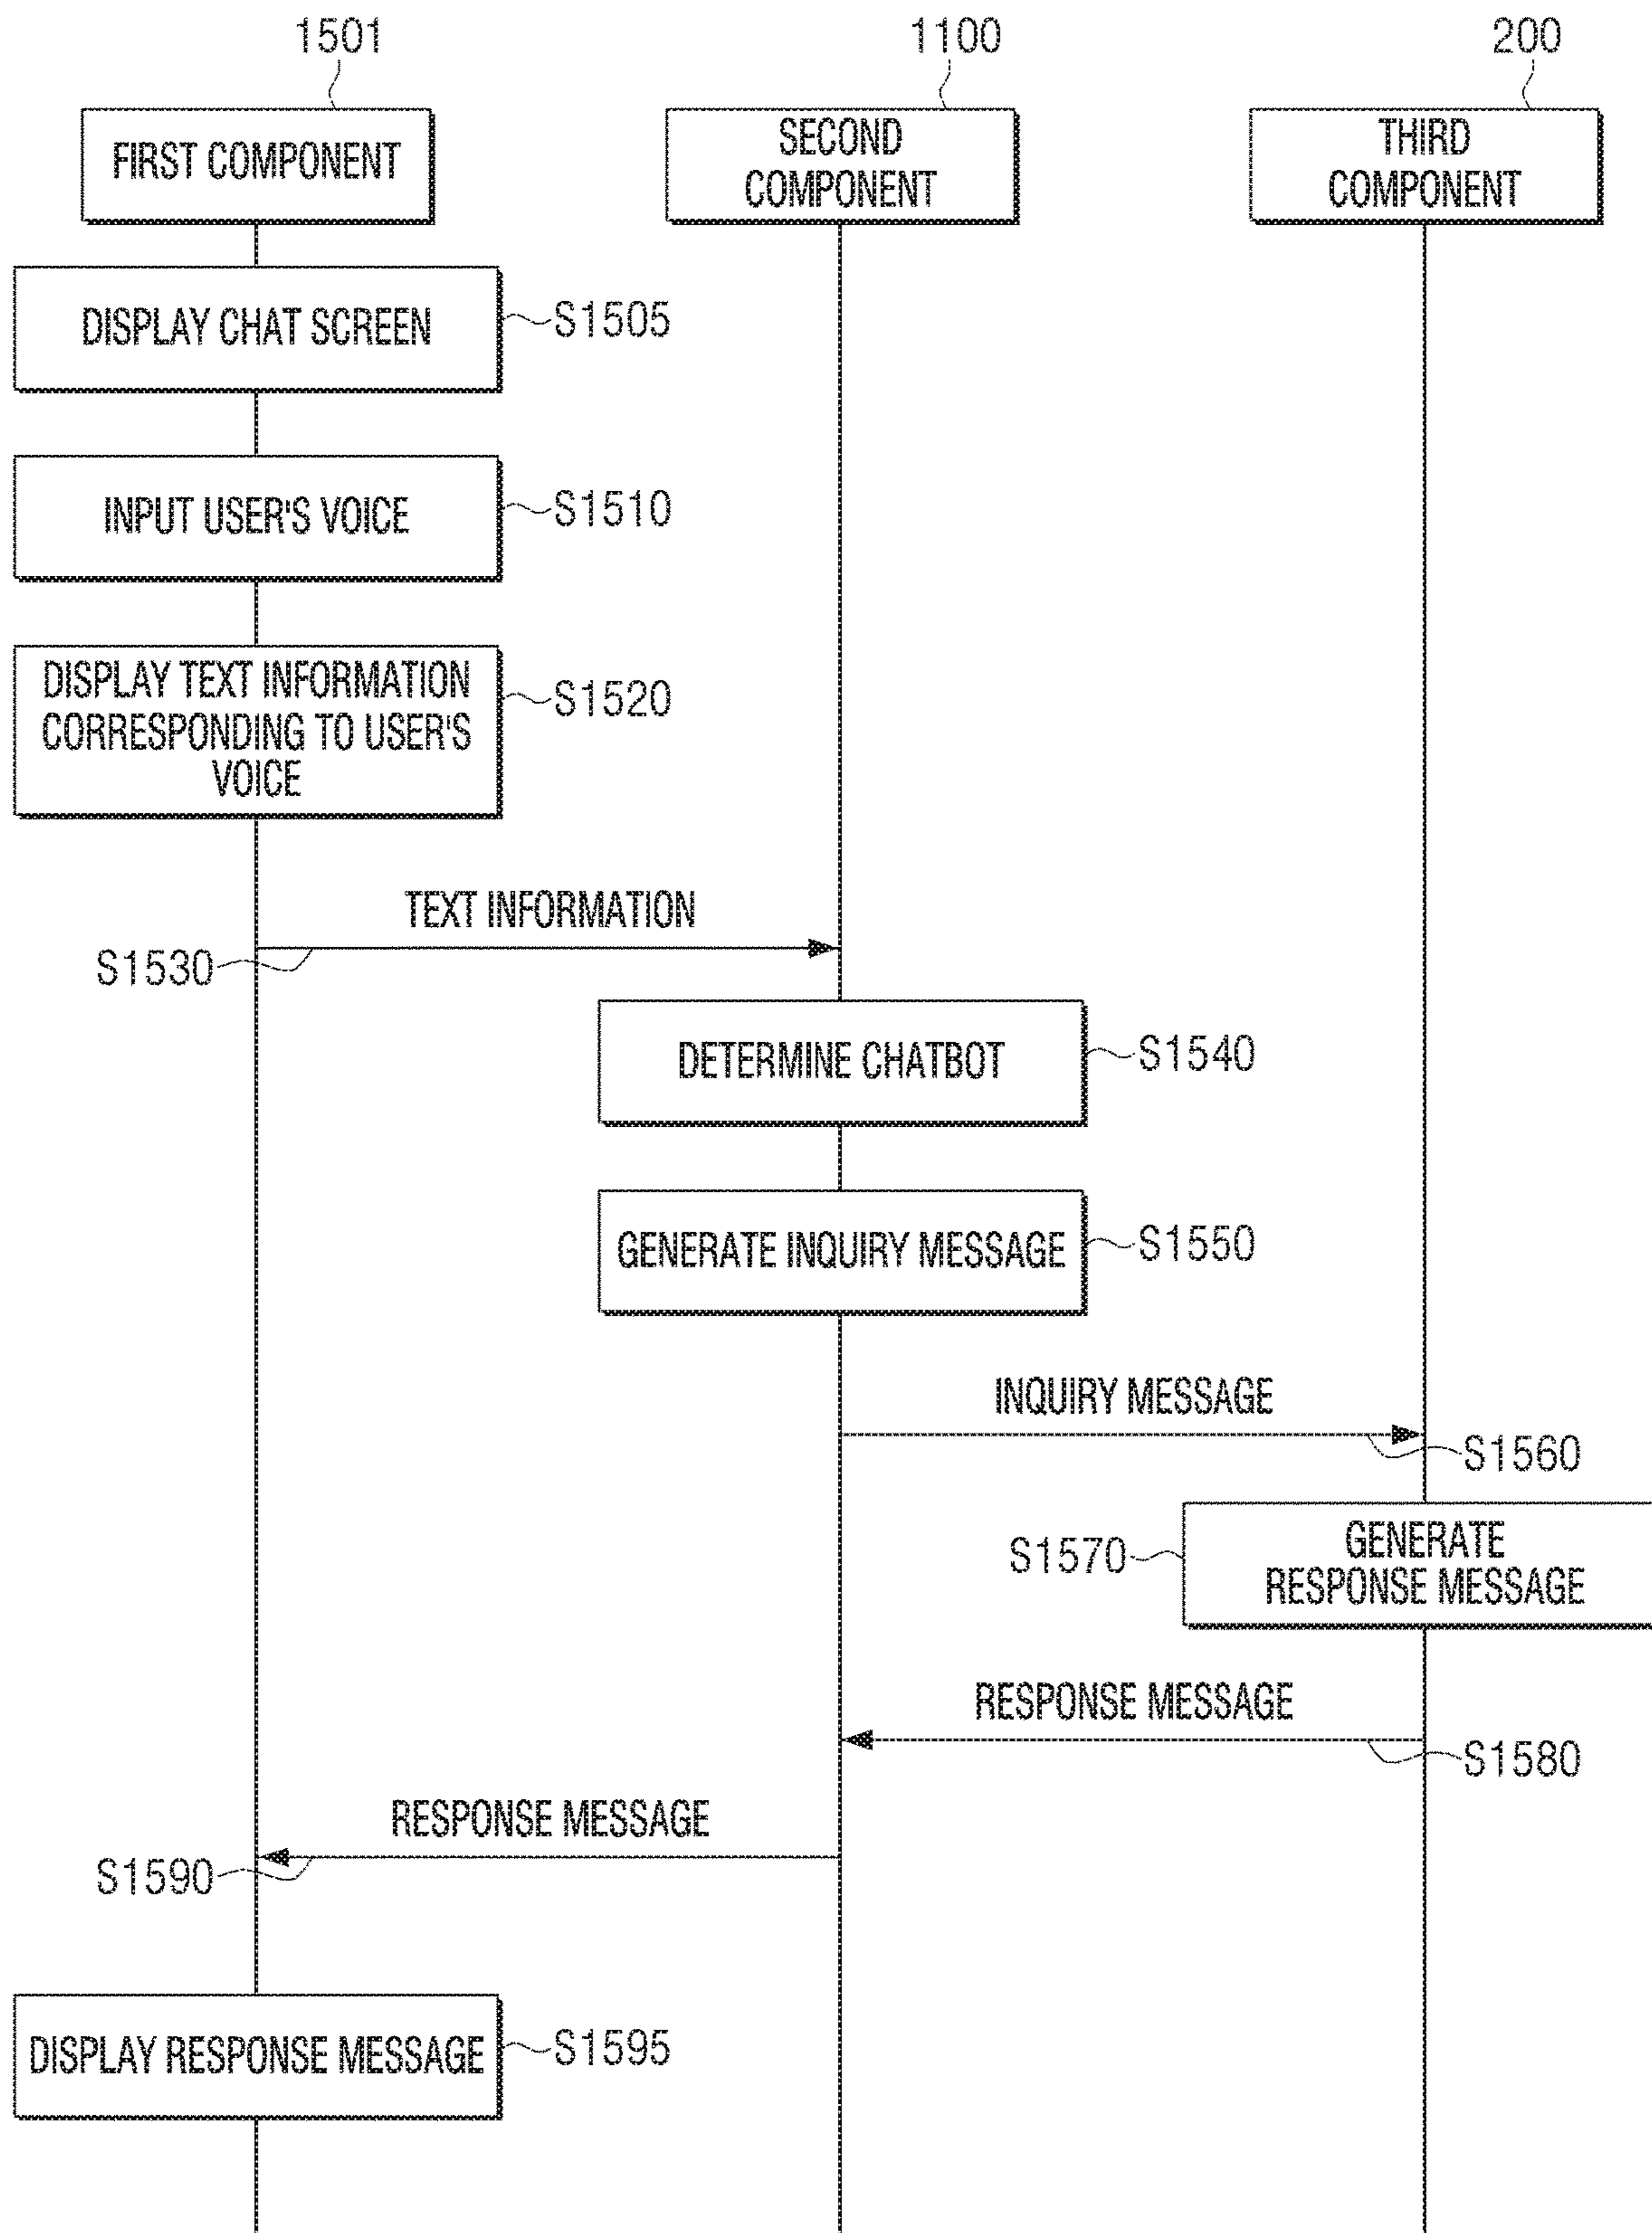 1501
1100
200
FIRST COMPONENT
SECOND
COMPONENT
THIRD
COMPONENT
DISPLAY CHAT SCREEN
S1505
INPUT USER'S VOICE
S1510
DISPLAY TEXT INFORMATION
CORRESPONDING TO USER'S
VOICE
S1520
TEXT INFORMATION
S1530
DETERMINE CHATBOT
S1540
GENERATE INQUIRY MESSAGE
S1550
INQUIRY MESSAGE
S1560
S1570
GENERATE
RESPONSE MESSAGE
RESPONSE MESSAGE
S1580
RESPONSE MESSAGE
S1590
DISPLAY RESPONSE MESSAGE
S1595